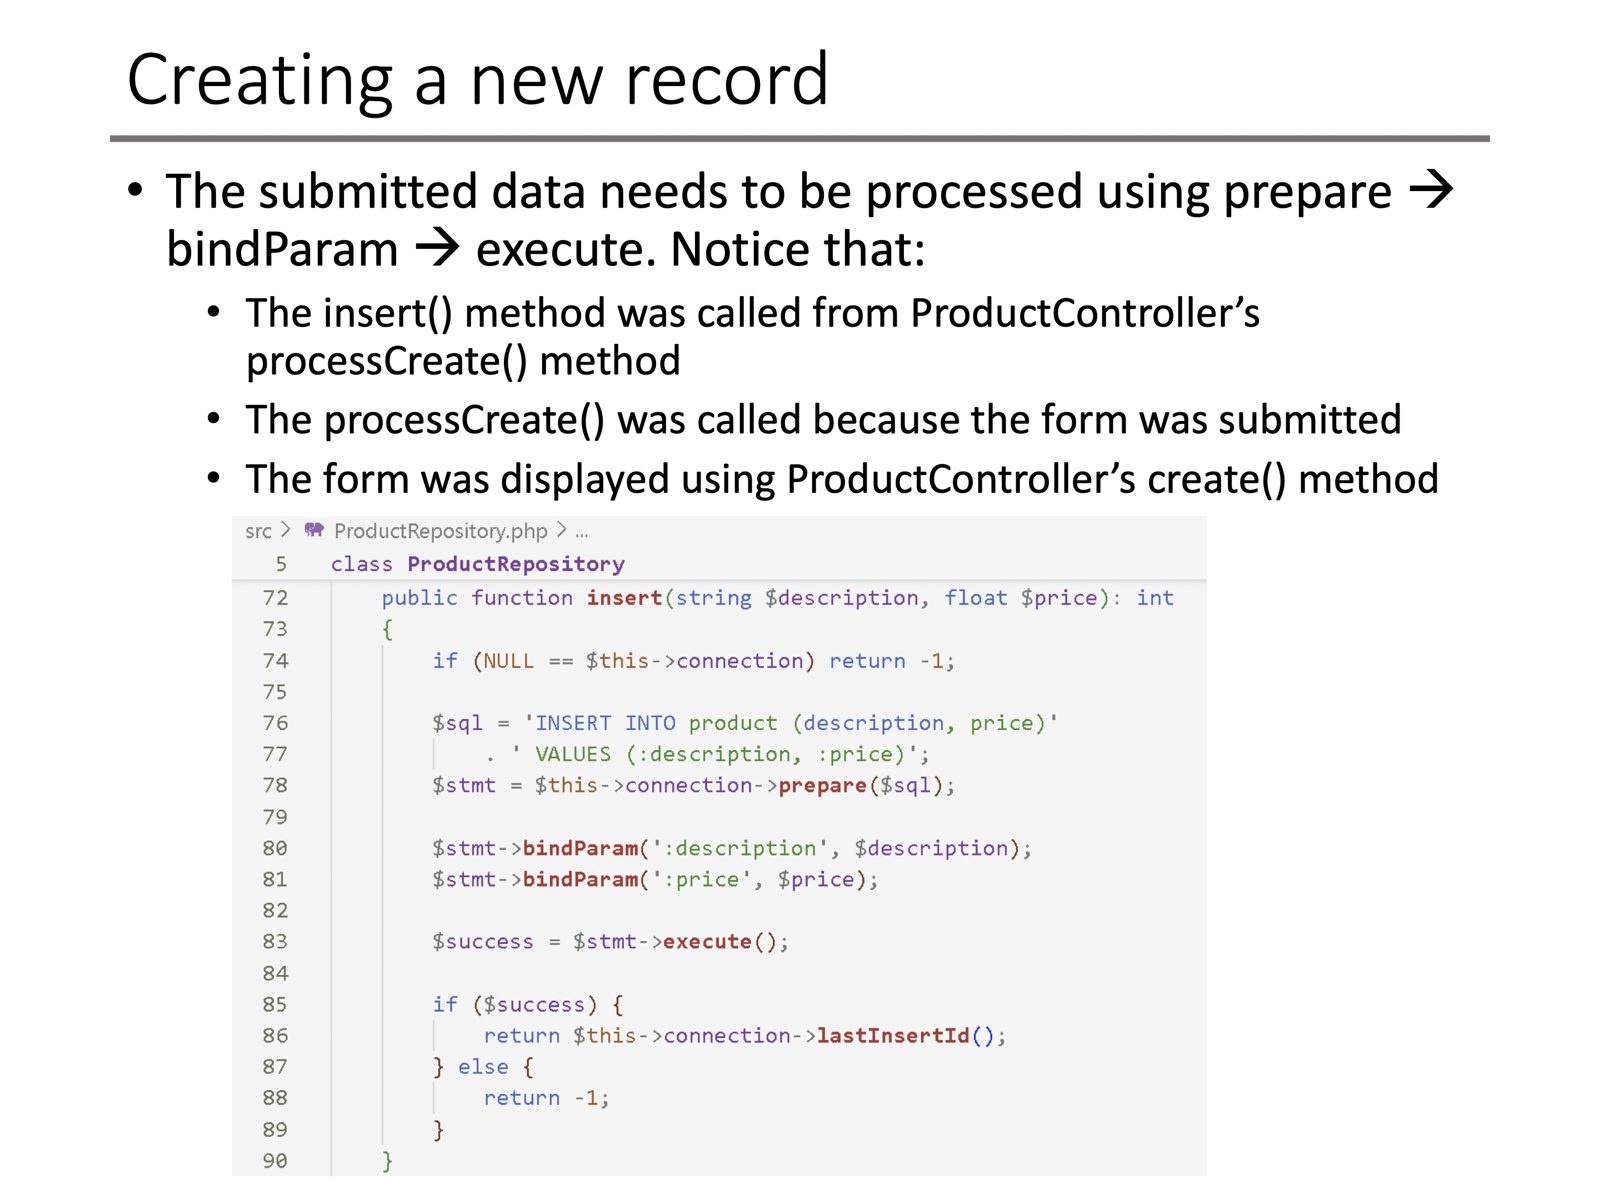 Creating a new record
• The submitted data needs to be processed using prepare →
bindParam → execute. Notice that:
• The insert() method was called from ProductController’s
processCreate() method
• The processCreate() was called because the form was submitted
• The form was displayed using ProductController’s create() method
src > ProductRepository.php > ...
5 class ProductRepository
72 public function insert(string $description, float $price): int
73 {
74 if (NULL == $this->connection) return -1;
75
76 $sql = 'INSERT INTO product (description, price)'
77 . ' VALUES (:description, :price)';
78 $stmt = $this->connection->prepare($sql);
79
80 $stmt->bindParam(':description', $description);
81 $stmt->bindParam(':price', $price);
82
83 $success = $stmt->execute();
84
85 if ($success) {
86 return $this->connection->lastInsertId();
87 } else {
88 return -1;
89 }
90 }